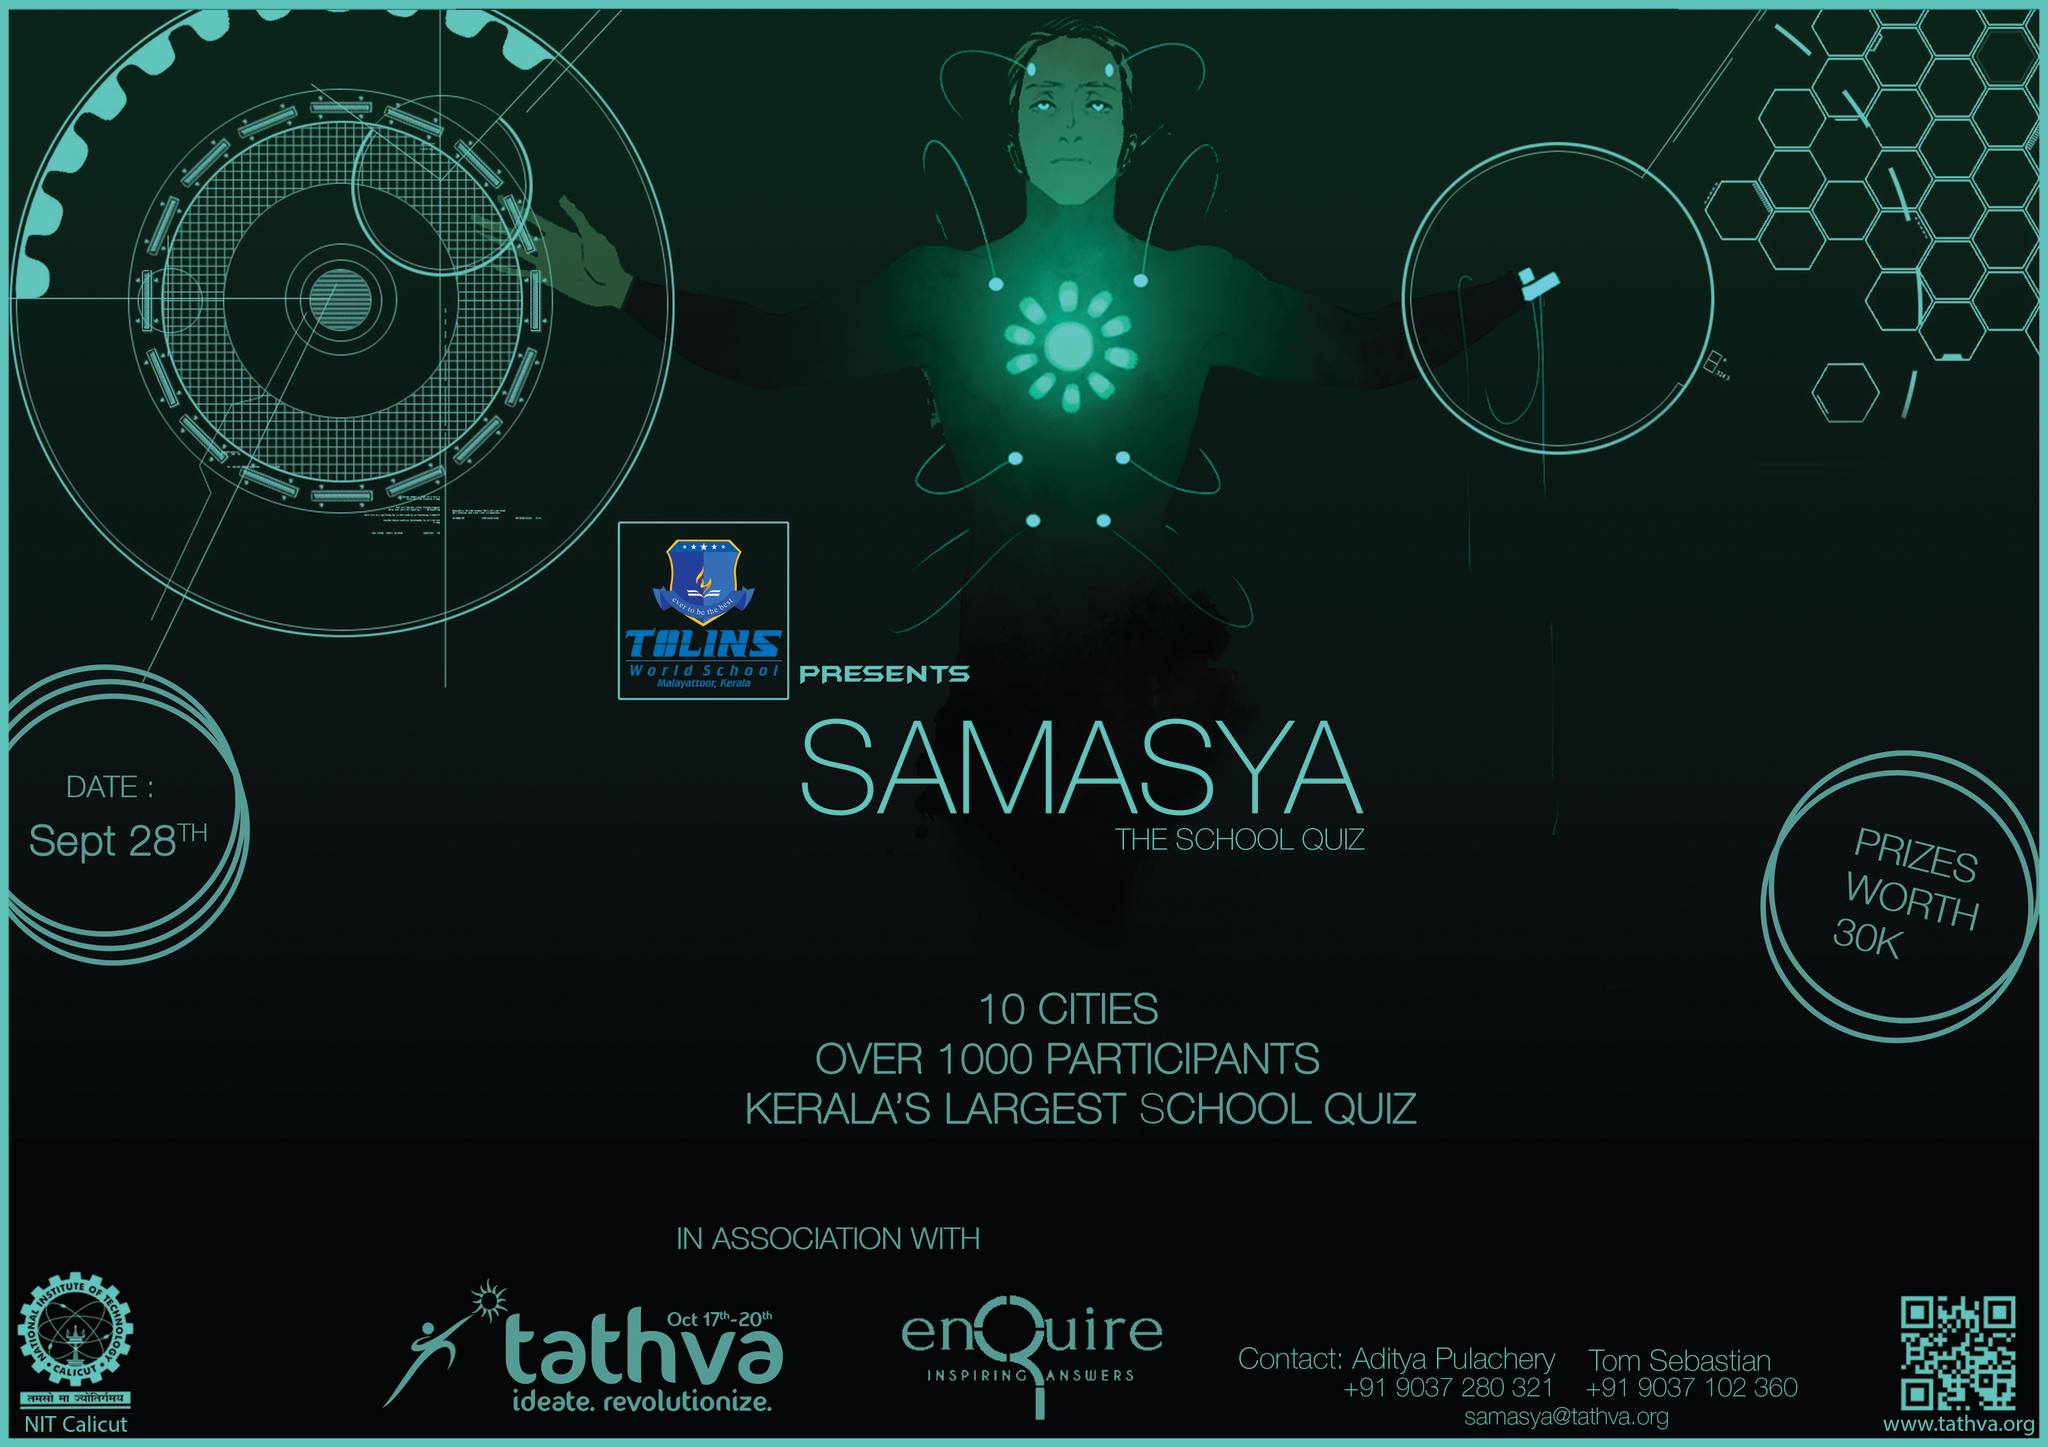 ever to be the best
TOLINS
World School
Malayattoor, Kerala
PRESENTS
SAMASYA
THE SCHOOL QUIZ
DATE :
Sept 28TH
PRIZES
WORTH
30K
10 CITIES
OVER 1000 PARTICIPANTS
KERALA'S LARGEST SCHOOL QUIZ
IN ASSOCIATION WITH
NATIONAL INSTITUTE OF TECHNOLOGY
CALICUT
तमसो मा ज्योतिर्गमय
NIT Calicut
Oct 17th-20th
tathva
ideate. revolutionize.
enQuire
INSPIRING ANSWERS
Contact: Aditya Pulachery Tom Sebastian
+91 9037 280 321 +91 9037 102 360
samasya@tathva.org
www.tathva.org